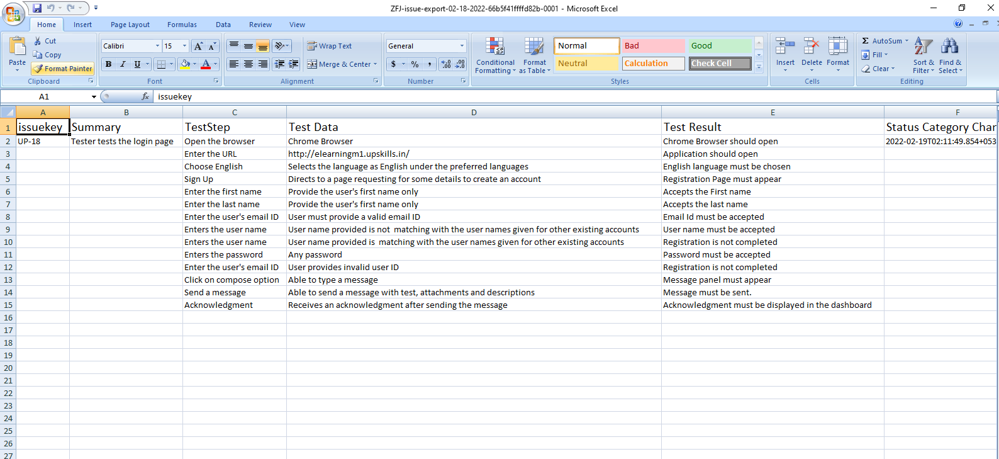 ZFJ-issue-export-02-18-2022-66b5f41ffffd82b-0001 - Microsoft Excel
Home Insert Page Layout Formulas Data Review View
Paste Cut Copy Format Painter Clipboard
Calibri 15 A A B I U A Font
Wrap Text Merge & Center Alignment
General $ % , .00 .00 Number
Conditional Formatting Format as Table Normal Bad Good Neutral Calculation Check Cell Styles
Insert Delete Format Cells
Σ AutoSum Fill Clear Sort & Filter Find & Select Editing
A1 fx issuekey
A B C D E F
1 issuekey Summary TestStep Test Data Test Result Status Category Char
2 UP-18 Tester tests the login page Open the browser Chrome Browser Chrome Browser should open 2022-02-19T02:11:49.854+053
3 Enter the URL http://elearningm1.upskills.in/ Application should open
4 Choose English Selects the language as English under the preferred languages English language must be chosen
5 Sign Up Directs to a page requesting for some details to create an account Registration Page must appear
6 Enter the first name Provide the user's first name only Accepts the First name
7 Enter the last name Provide the user's first name only Accepts the last name
8 Enter the user's email ID User must provide a valid email ID Email Id must be accepted
9 Enters the user name User name provided is not matching with the user names given for other existing accounts User name must be accepted
10 Enters the user name User name provided is matching with the user names given for other existing accounts Registration is not completed
11 Enters the password Any password Password must be accepted
12 Enter the user's email ID User provides invalid user ID Registration is not completed
13 Click on compose option Able to type a message Message panel must appear
14 Send a message Able to send a message with test, attachments and descriptions Message must be sent.
15 Acknowledgment Receives an acknowledgment after sending the message Acknowledgment must be displayed in the dashboard
16
17
18
19
20
21
22
23
24
25
26
27